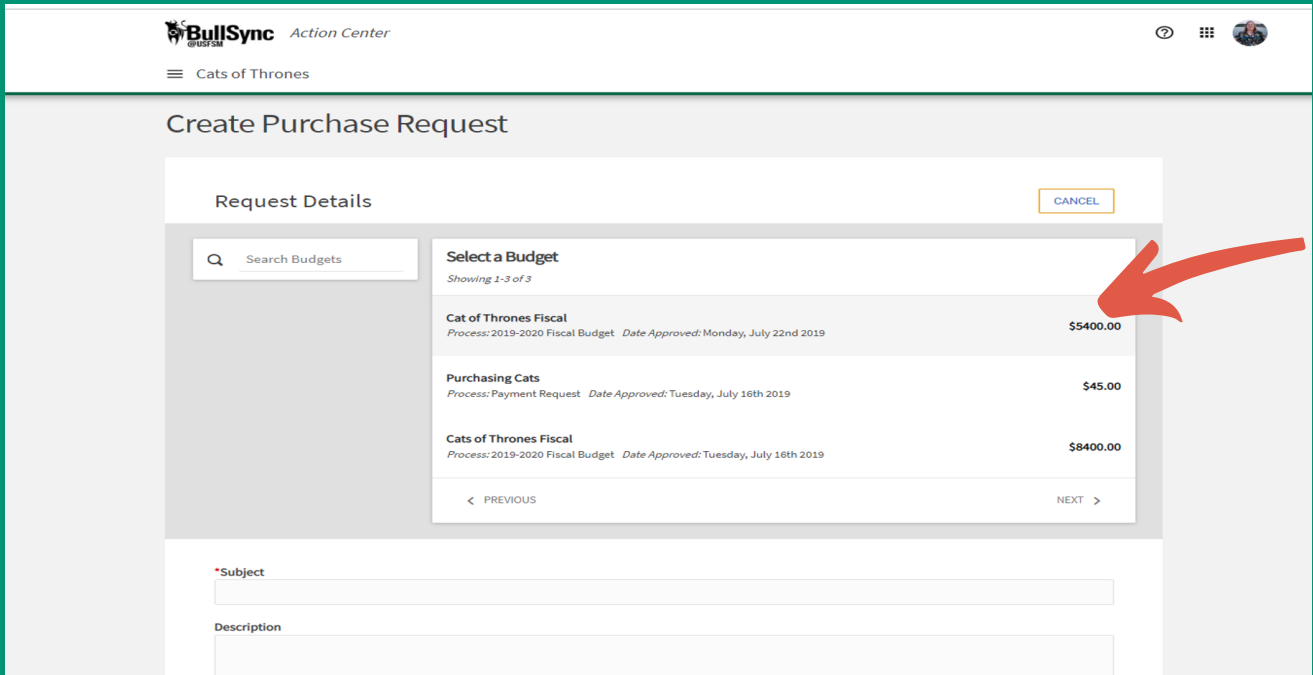 BullSync Action Center
@USFSM
Cats of Thrones
Create Purchase Request
Request Details
CANCEL
Search Budgets
Select a Budget
Showing 1-3 of 3
Cat of Thrones Fiscal
Process: 2019-2020 Fiscal Budget Date Approved: Monday, July 22nd 2019
$5400.00
Purchasing Cats
Process: Payment Request Date Approved: Tuesday, July 16th 2019
$45.00
Cats of Thrones Fiscal
Process: 2019-2020 Fiscal Budget Date Approved: Tuesday, July 16th 2019
$8400.00
< PREVIOUS
NEXT >
*Subject
Description